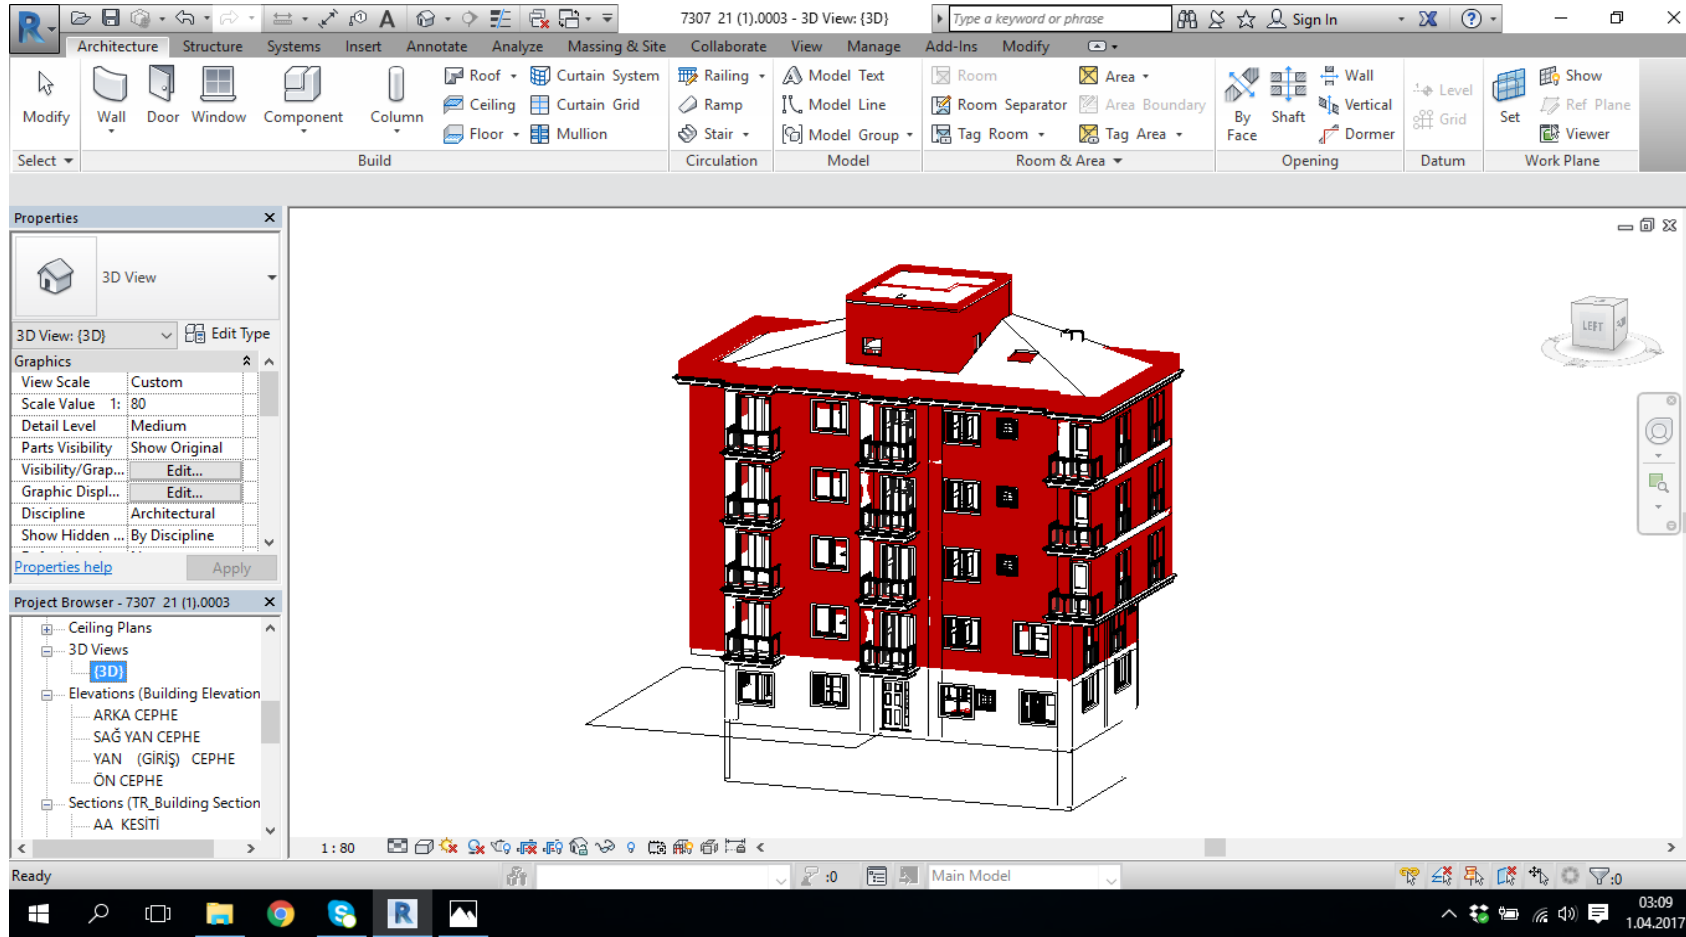 7307 21 (1).0003 - 3D View: {3D}
Type a keyword or phrase
Sign In
Architecture Structure Systems Insert Annotate Analyze Massing & Site Collaborate View Manage Add-Ins Modify
Modify
Wall
Door
Window
Component
Column
Roof
Ceiling
Floor
Curtain System
Curtain Grid
Mullion
Railing
Ramp
Stair
Model Text
Model Line
Model Group
Room
Room Separator
Tag Room
Area
Area Boundary
Tag Area
By
Face
Shaft
Wall
Vertical
Dormer
Level
Grid
Set
Show
Ref Plane
Viewer
Select Build Circulation Model Room & Area Opening Datum Work Plane
Properties
3D View
3D View: {3D} Edit Type
Graphics
View Scale Custom
Scale Value 1: 80
Detail Level Medium
Parts Visibility Show Original
Visibility/Grap... Edit...
Graphic Displ... Edit...
Discipline Architectural
Show Hidden ... By Discipline
Properties help Apply
Project Browser - 7307 21 (1).0003
Ceiling Plans
3D Views
{3D}
Elevations (Building Elevation
ARKA CEPHE
SAĞ YAN CEPHE
YAN (GİRİŞ) CEPHE
ÖN CEPHE
Sections (TR_Building Section
AA KESİTİ
LEFT
1 : 80
Ready
:0
Main Model
:0
03:09
1.04.2017